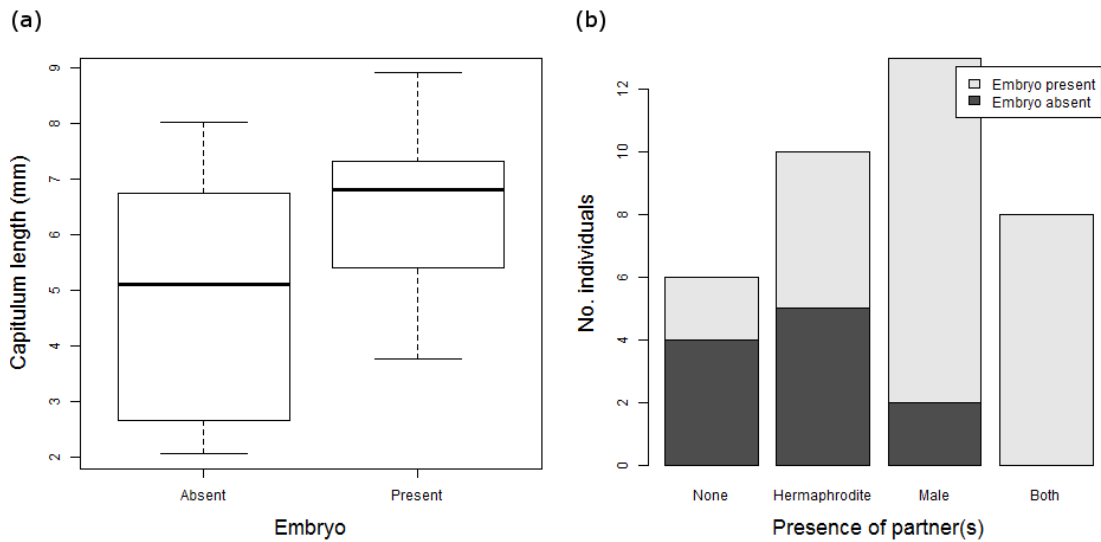 (a)
Capitulum length (mm)
9
8
7
6
5
4
3
2
Absent
Present
Embryo
(b)
No. individuals
12
10
8
6
4
2
0
Embryo present
Embryo absent
None
Hermaphrodite
Male
Both
Presence of partner(s)